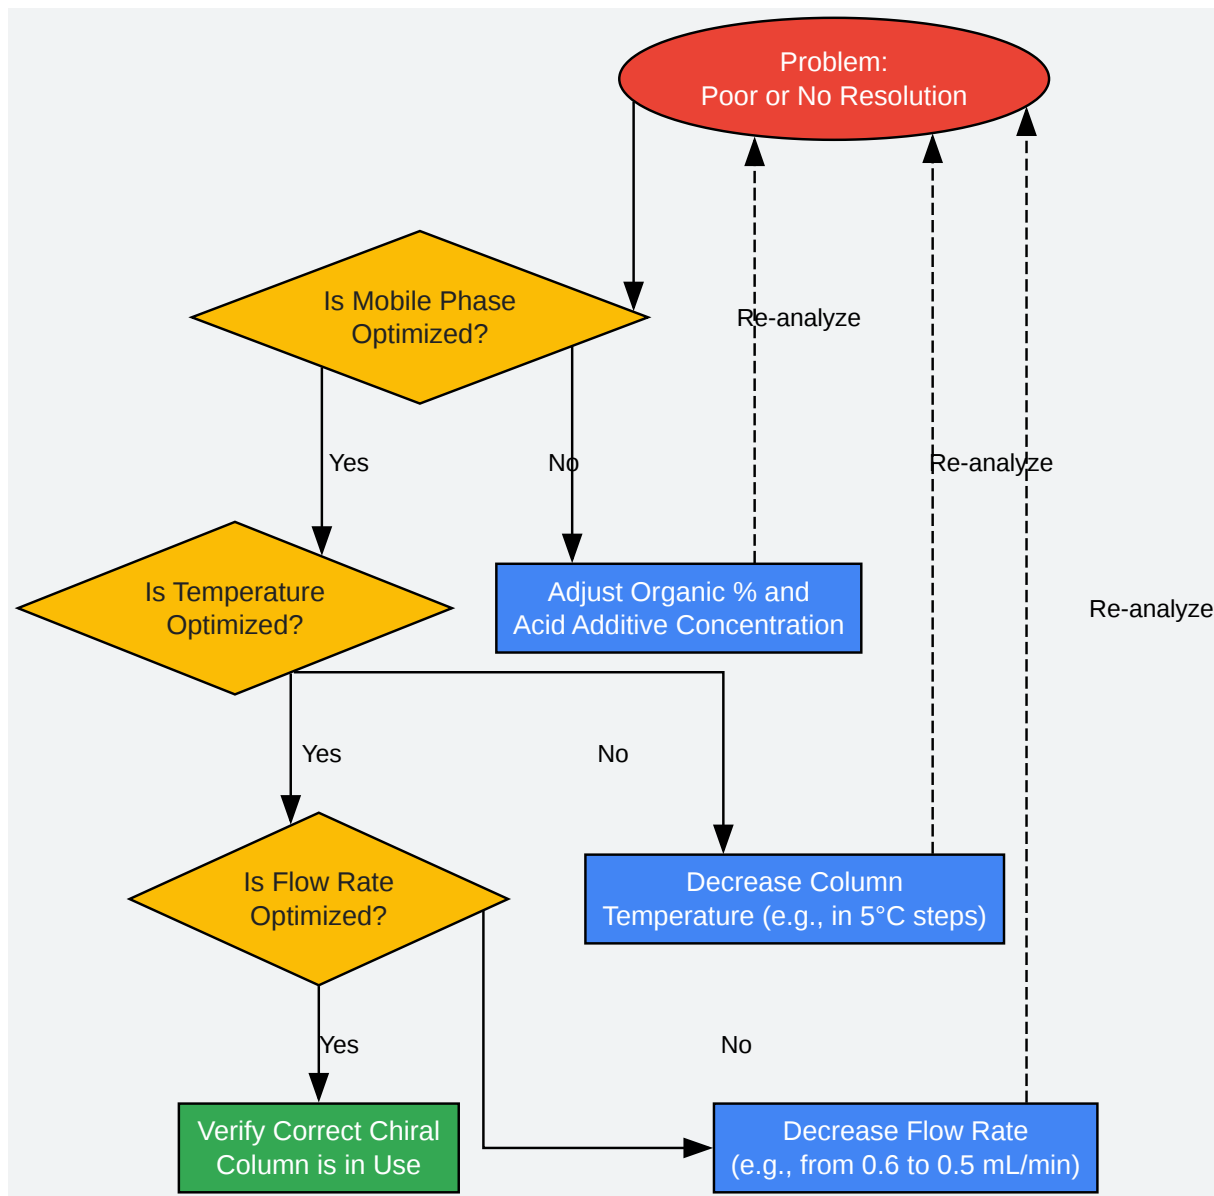 Problem:
Poor or No Resolution
Is Mobile Phase
Optimized?
Re-analyze
Yes
No
Re-analyze
Is Temperature
Optimized?
Adjust Organic % and
Acid Additive Concentration
Re-analyze
Yes
No
Is Flow Rate
Optimized?
Decrease Column
Temperature (e.g., in 5°C steps)
Yes
No
Verify Correct Chiral
Column is in Use
Decrease Flow Rate
(e.g., from 0.6 to 0.5 mL/min)